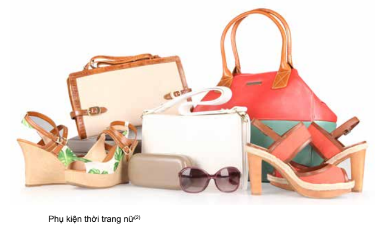 Phụ kiện thời trang nữ⁽²⁾